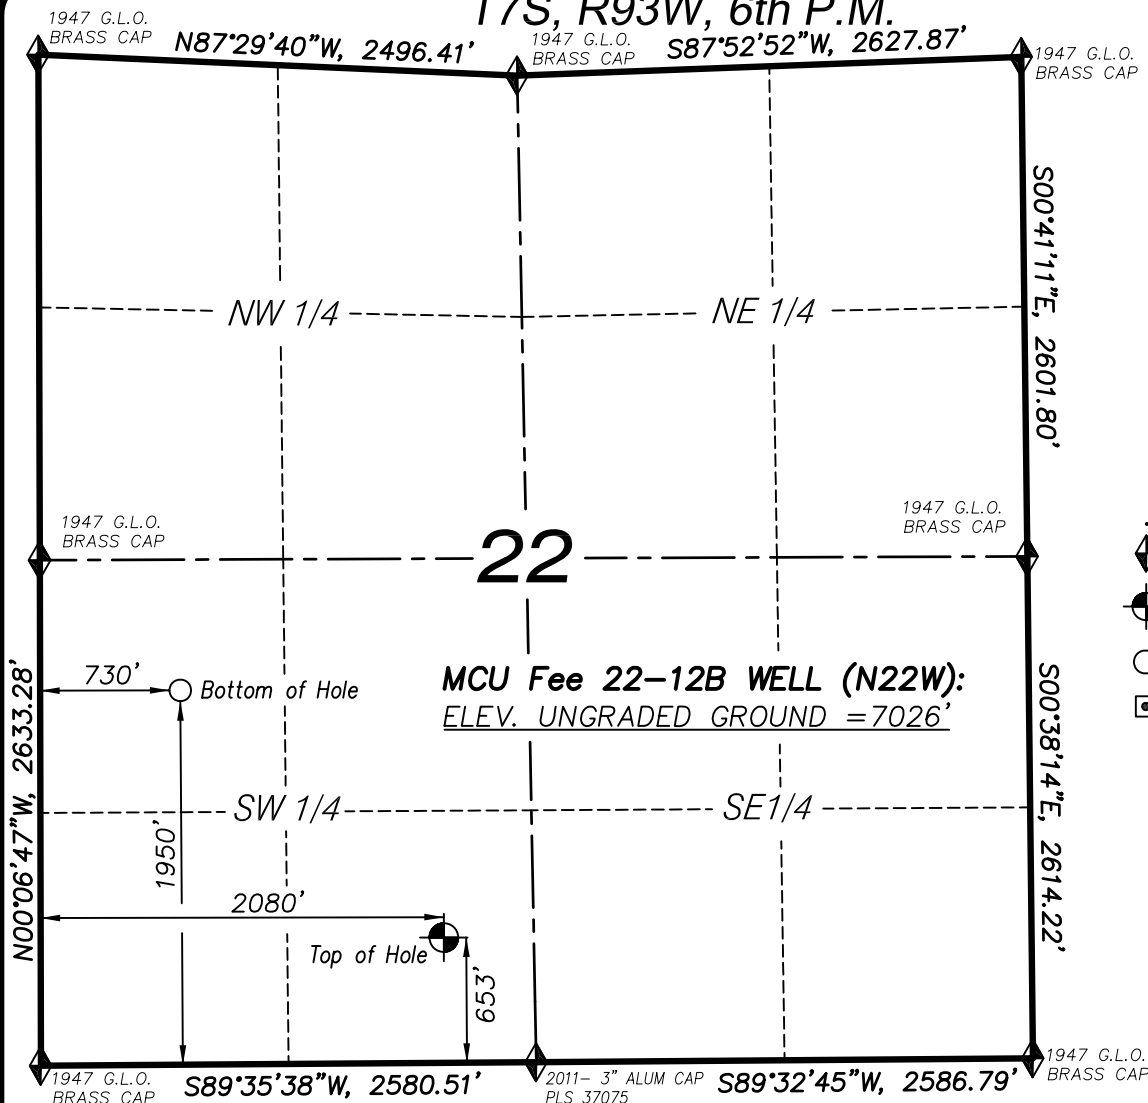 T7S, R93W, 6th P.M.
1947 G.L.O.
BRASS CAP
N87°29'40"W, 2496.41'
1947 G.L.O.
BRASS CAP
S87°52'52"W, 2627.87'
1947 G.L.O.
BRASS CAP
S00°41'11"E, 2601.80'
NW 1/4
NE 1/4
1947 G.L.O.
BRASS CAP
1947 G.L.O.
BRASS CAP
22
730'
Bottom of Hole
MCU Fee 22-12B WELL (N22W):
ELEV. UNGRADED GROUND =7026'
N00°06'47"W, 2633.28'
S00°38'14"E, 2614.22'
SW 1/4
SE1/4
1950'
2080'
Top of Hole
653'
1947 G.L.O.
BRASS CAP
S89°35'38"W, 2580.51'
2011- 3" ALUM CAP
PLS 37075
S89°32'45"W, 2586.79'
1947 G.L.O.
BRASS CAP